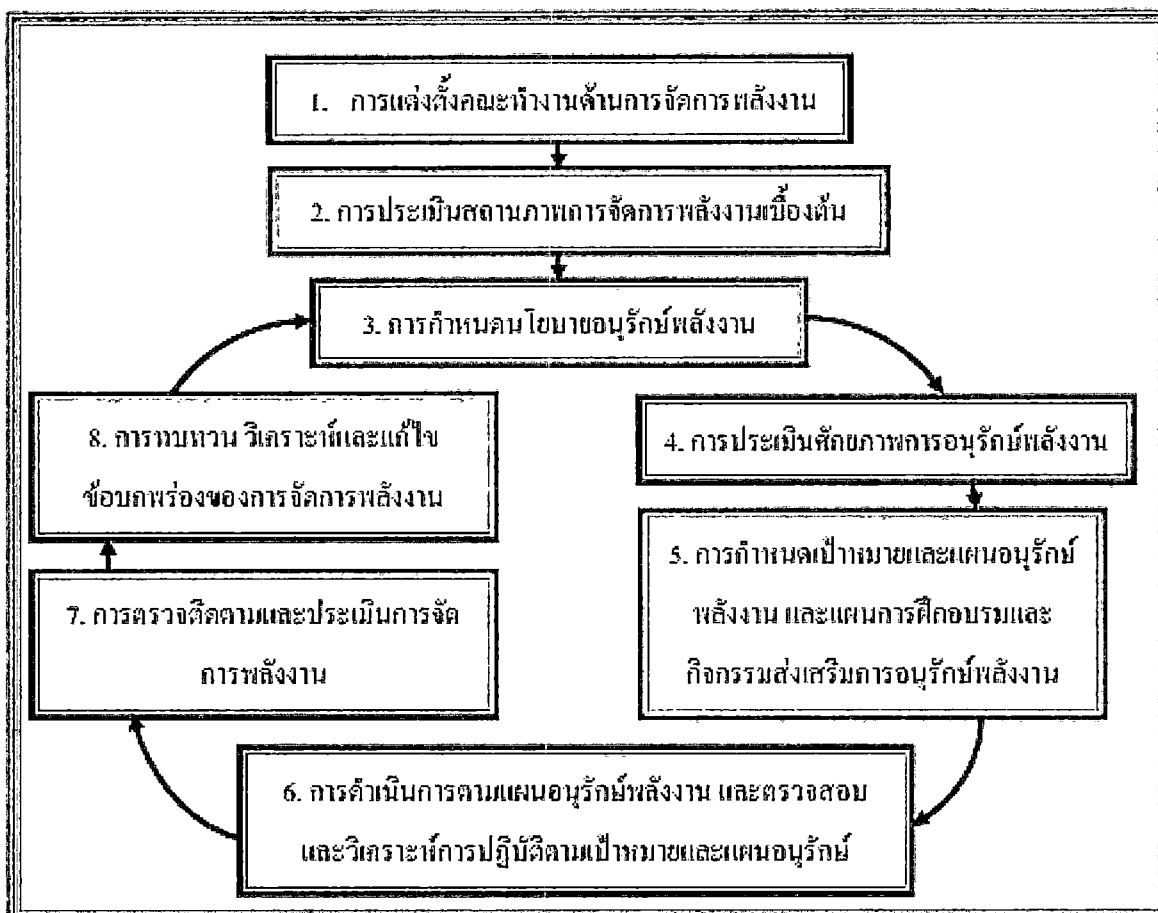 1. การแต่งตั้งคณะทำงานด้านการจัดการพลังงาน
2. การประเมินสถานภาพการจัดการพลังงานเบื้องต้น
3. การกำหนดนโยบายอนุรักษ์พลังงาน
4. การประเมินศักยภาพการอนุรักษ์พลังงาน
5. การกำหนดเป้าหมายและแผนอนุรักษ์
พลังงาน และแผนการฝึกอบรมและ
กิจกรรมส่งเสริมการอนุรักษ์พลังงาน
6. การดำเนินการตามแผนอนุรักษ์พลังงาน และตรวจสอบ
และวิเคราะห์การปฏิบัติตามเป้าหมายและแผนอนุรักษ์
7. การตรวจติดตามและประเมินการจัด
การพลังงาน
8. การทบทวน วิเคราะห์และแก้ไข
ข้อบกพร่องของการจัดการพลังงาน